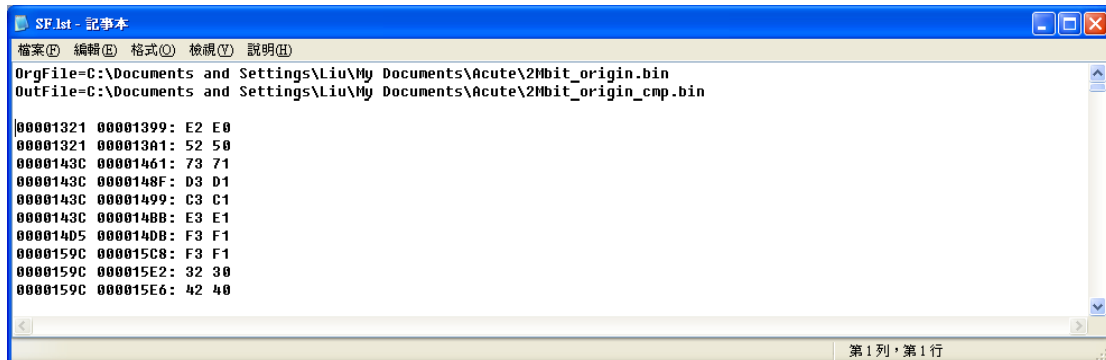 SF.lst - 記事本
檔案(F) 編輯(E) 格式(O) 檢視(V) 說明(H)
OrgFile=C:\Documents and Settings\Liu\My Documents\Acute\2Mbit_origin.bin
OutFile=C:\Documents and Settings\Liu\My Documents\Acute\2Mbit_origin_cmp.bin
00001321 00001399: E2 E0
00001321 000013A1: 52 50
0000143C 00001461: 73 71
0000143C 0000148F: D3 D1
0000143C 00001499: C3 C1
0000143C 000014BB: E3 E1
000014D5 000014DB: F3 F1
0000159C 000015C8: F3 F1
0000159C 000015E2: 32 30
0000159C 000015E6: 42 40
第 1 列，第 1 行